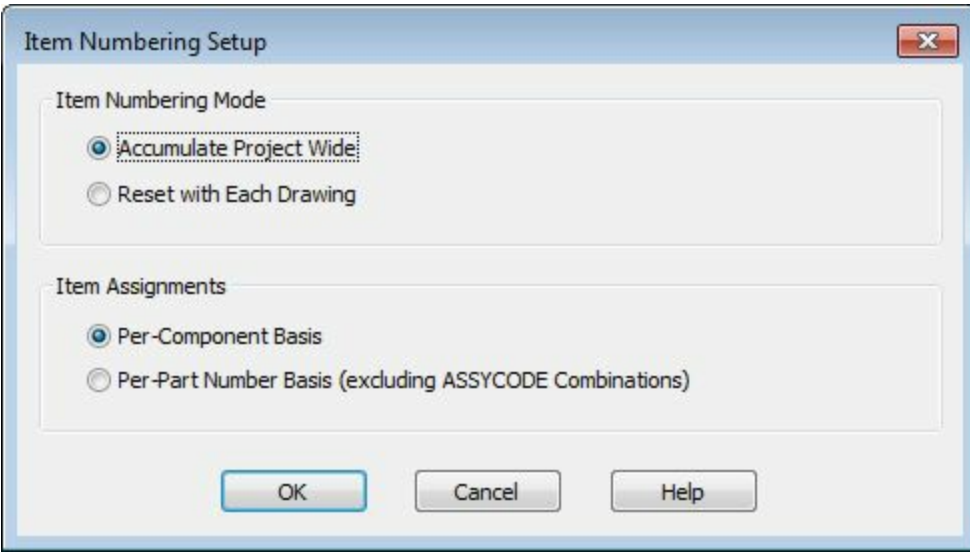 Item Numbering Setup
Item Numbering Mode
Accumulate Project Wide
Reset with Each Drawing
Item Assignments
Per-Component Basis
Per-Part Number Basis (excluding ASSYCODE Combinations)
OK Cancel Help